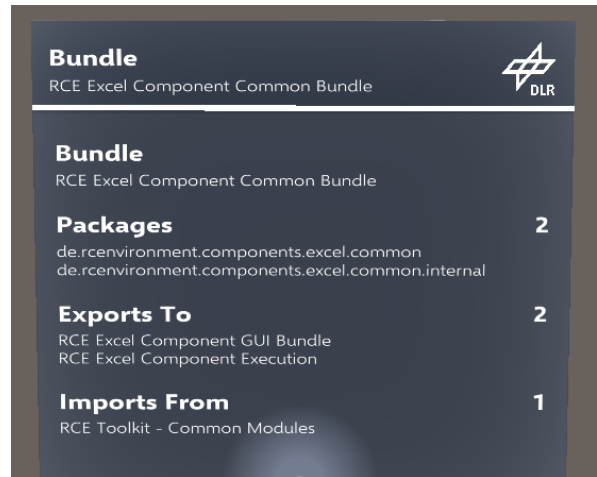 Bundle
RCE Excel Component Common Bundle
DLR
Bundle
RCE Excel Component Common Bundle
Packages 2
de.rcenvironment.components.excel.common
de.rcenvironment.components.excel.common.internal
Exports To 2
RCE Excel Component GUI Bundle
RCE Excel Component Execution
Imports From 1
RCE Toolkit - Common Modules